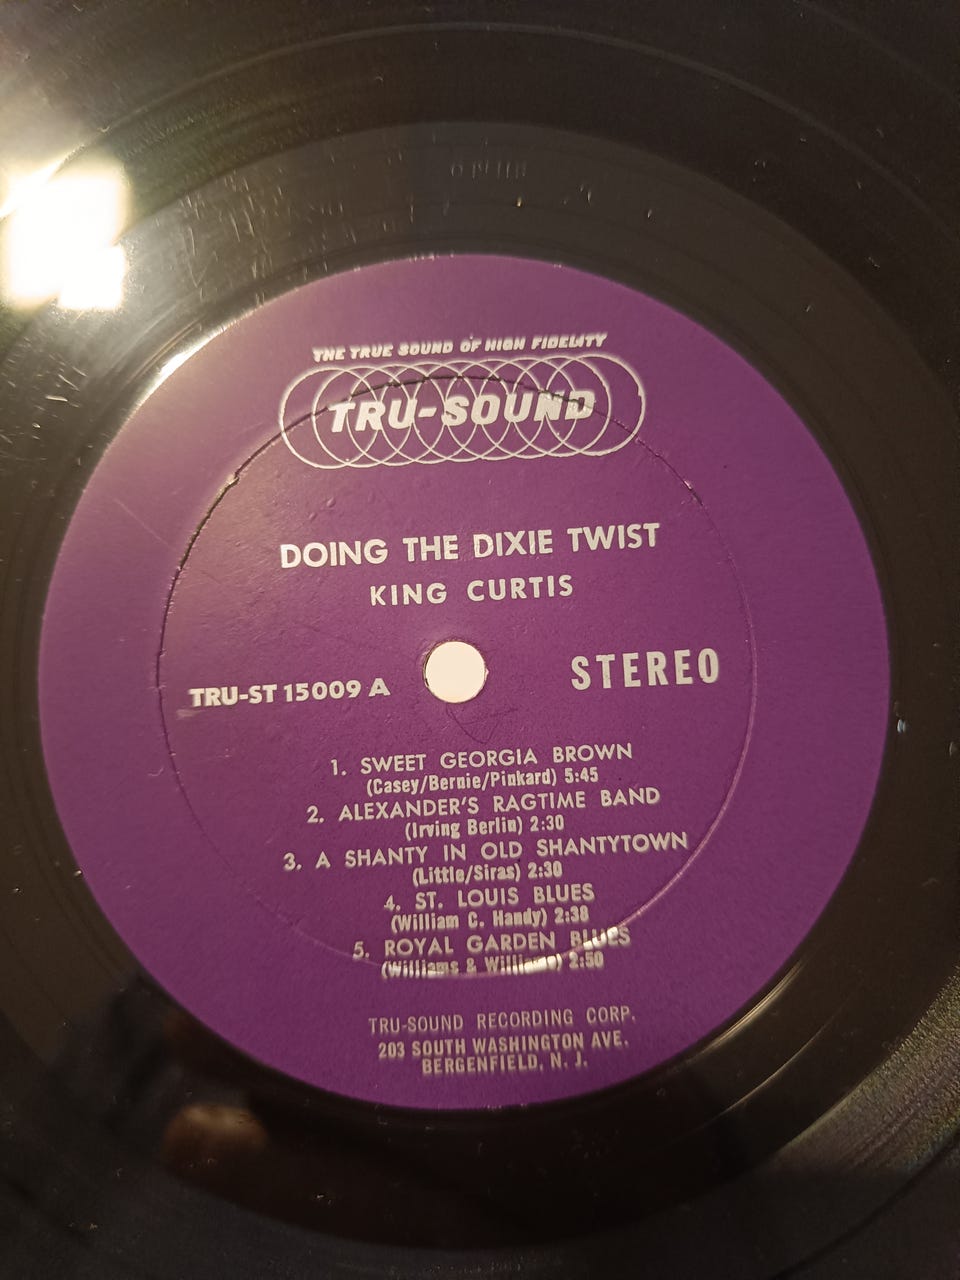 THE TRUE SOUND OF HIGH FIDELITY
TRU-SOUND
DOING THE DIXIE TWIST
KING CURTIS
TRU-ST 15009 A
STEREO
1. SWEET GEORGIA BROWN
(Casey/Bernie/Pinkard) 5:45
2. ALEXANDER'S RAGTIME BAND
(Irving Berlin) 2:30
3. A SHANTY IN OLD SHANTYTOWN
(Little/Siras) 2:30
4. ST. LOUIS BLUES
(William C. Handy) 2:38
5. ROYAL GARDEN BLUES
(Williams & Williams) 2:50
TRU-SOUND RECORDING CORP.
203 SOUTH WASHINGTON AVE.
BERGENFIELD, N. J.